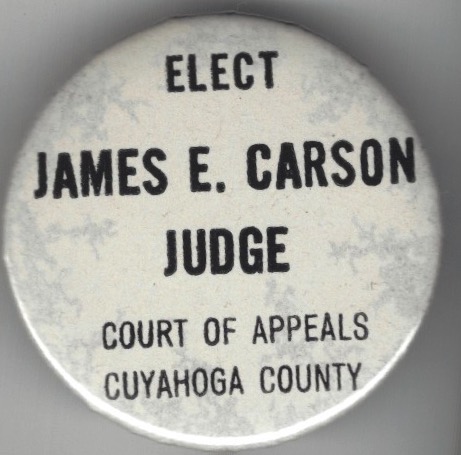 ELECT
JAMES E. CARSON
JUDGE
COURT OF APPEALS
CUYAHOGA COUNTY